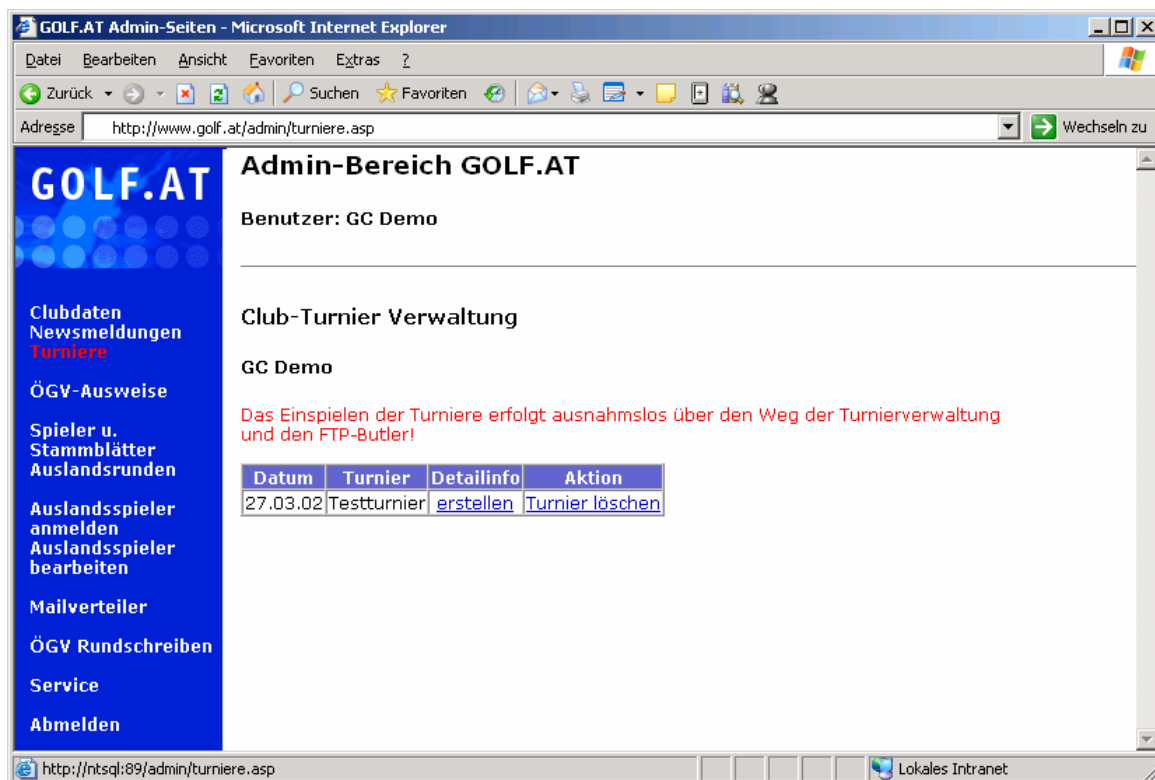 GOLF.AT Admin-Seiten - Microsoft Internet Explorer
Datei Bearbeiten Ansicht Favoriten Extras ?
Zurück Suchen Favoriten
Adresse http://www.golf.at/admin/turniere.asp Wechseln zu
GOLF.AT
Clubdaten
Newsmeldungen
Turniere
ÖGV-Ausweise
Spieler u.
Stammblätter
Auslandsrunden
Auslandsspieler
anmelden
Auslandsspieler
bearbeiten
Mailverteiler
ÖGV Rundschreiben
Service
Abmelden
Admin-Bereich GOLF.AT
Benutzer: GC Demo
Club-Turnier Verwaltung
GC Demo
Das Einspielen der Turniere erfolgt ausnahmslos über den Weg der Turnierverwaltung
und den FTP-Butler!
Datum Turnier Detailinfo Aktion
27.03.02 Testturnier erstellen Turnier löschen
http://ntsql:89/admin/turniere.asp Lokales Intranet